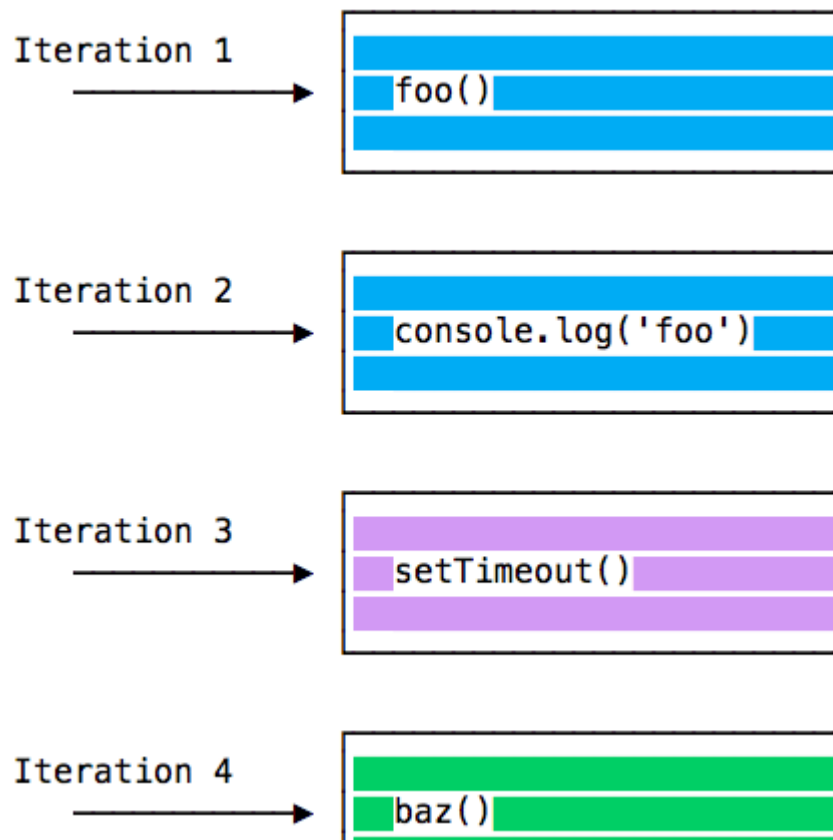 Iteration 1
foo()
Iteration 2
console.log('foo')
Iteration 3
setTimeout()
Iteration 4
baz()